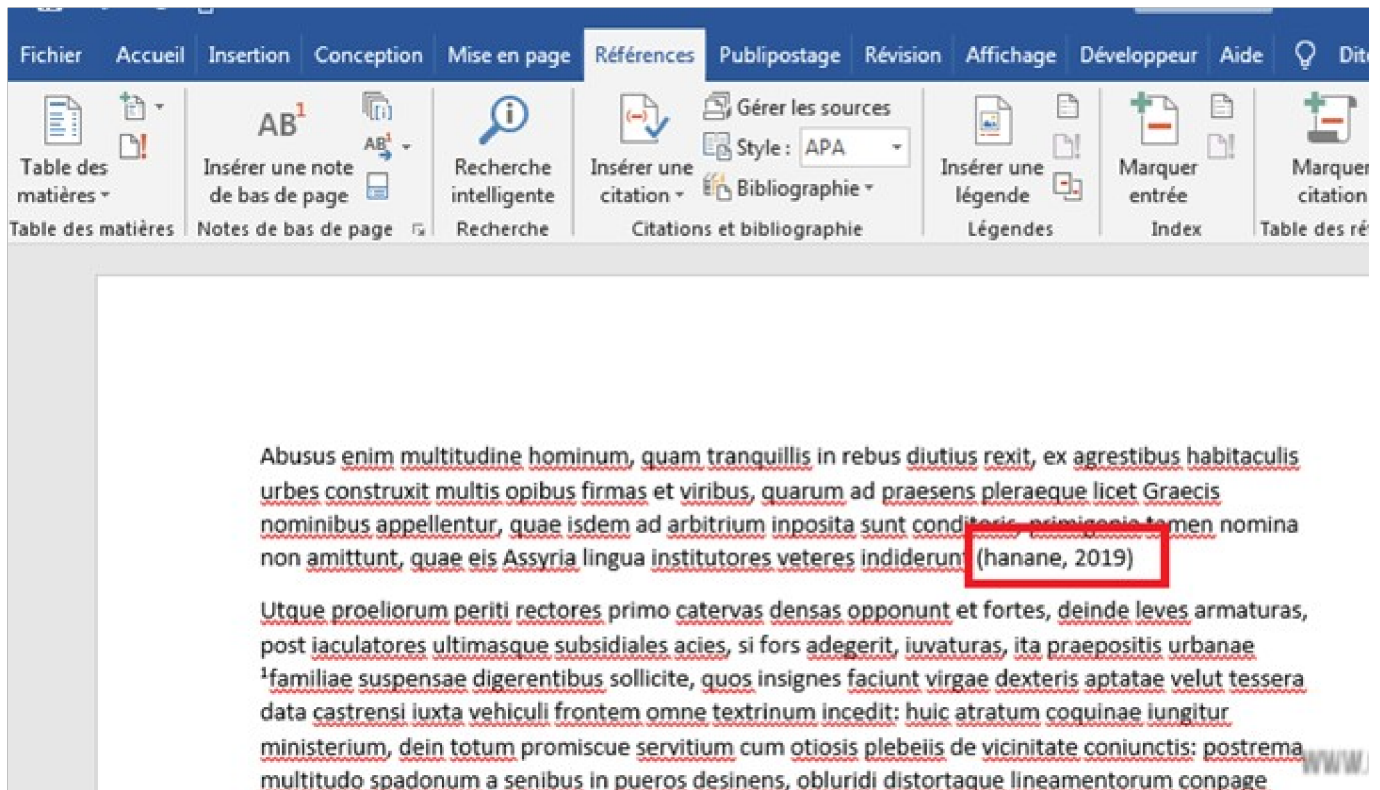 Fichier Accueil Insertion Conception Mise en page Références Publipostage Révision Affichage Développeur Aide
Table des matières
Insérer une note de bas de page
Recherche intelligente
Insérer une citation
Gérer les sources
Style : APA
Bibliographie
Insérer une légende
Marquer entrée
Marquer citation
Table des matières Notes de bas de page Recherche Citations et bibliographie Légendes Index Table des
Abusus enim multitudine hominum, quam tranquillis in rebus diutius rexit, ex agrestibus habitaculis
urbes construxit multis opibus firmas et viribus, quarum ad praesens pleraeque licet Graecis
nominibus appellentur, quae isdem ad arbitrium inposita sunt conditoris, primigenia tamen nomina
non amittunt, quae eis Assyria lingua institutores veteres indiderunt (hanane, 2019)
Utque proeliorum periti rectores primo catervas densas opponunt et fortes, deinde leves armaturas,
post iaculatores ultimasque subsidiales acies, si fors adegerit, iuvaturas, ita praepositis urbanae
¹familiae suspensae digerentibus sollicite, quos insignes faciunt virgae dexteris aptatae velut tessera
data castrensi iuxta vehiculi frontem omne textrinum incedit: huic atratum coquinae iungitur
ministerium, dein totum promiscue servitium cum otiosis plebeiis de vicinitate coniunctis: postrema
multitudo spadonum a senibus in pueros desinens, obluridi distortaque lineamentorum conpage